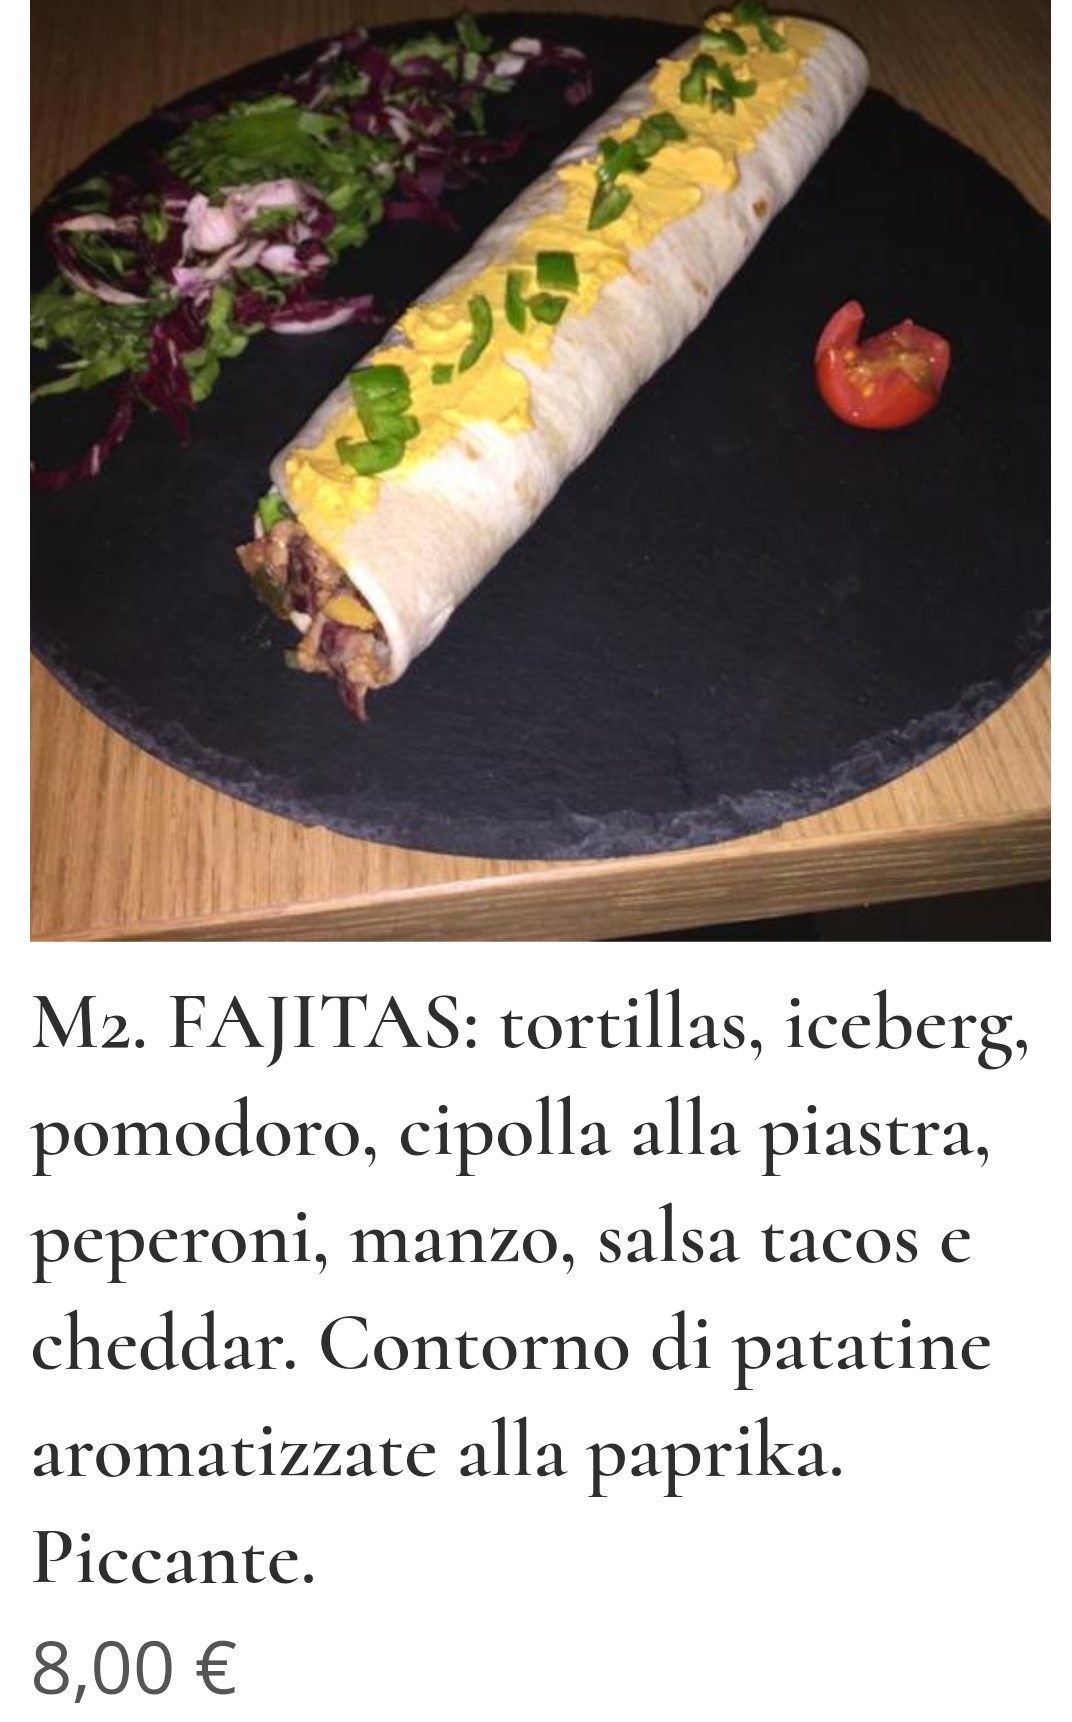 M2. FAJITAS: tortillas, iceberg,
pomodoro, cipolla alla piastra,
peperoni, manzo, salsa tacos e
cheddar. Contorno di patatine
aromatizzate alla paprika.
Piccante.
8,00 €